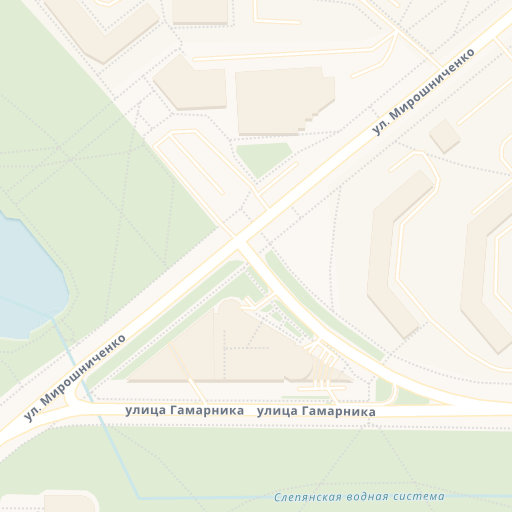 ул. Мирошниченко
ул. Мирошниченко
улица Гамарника
улица Гамарника
Слепянская водная система